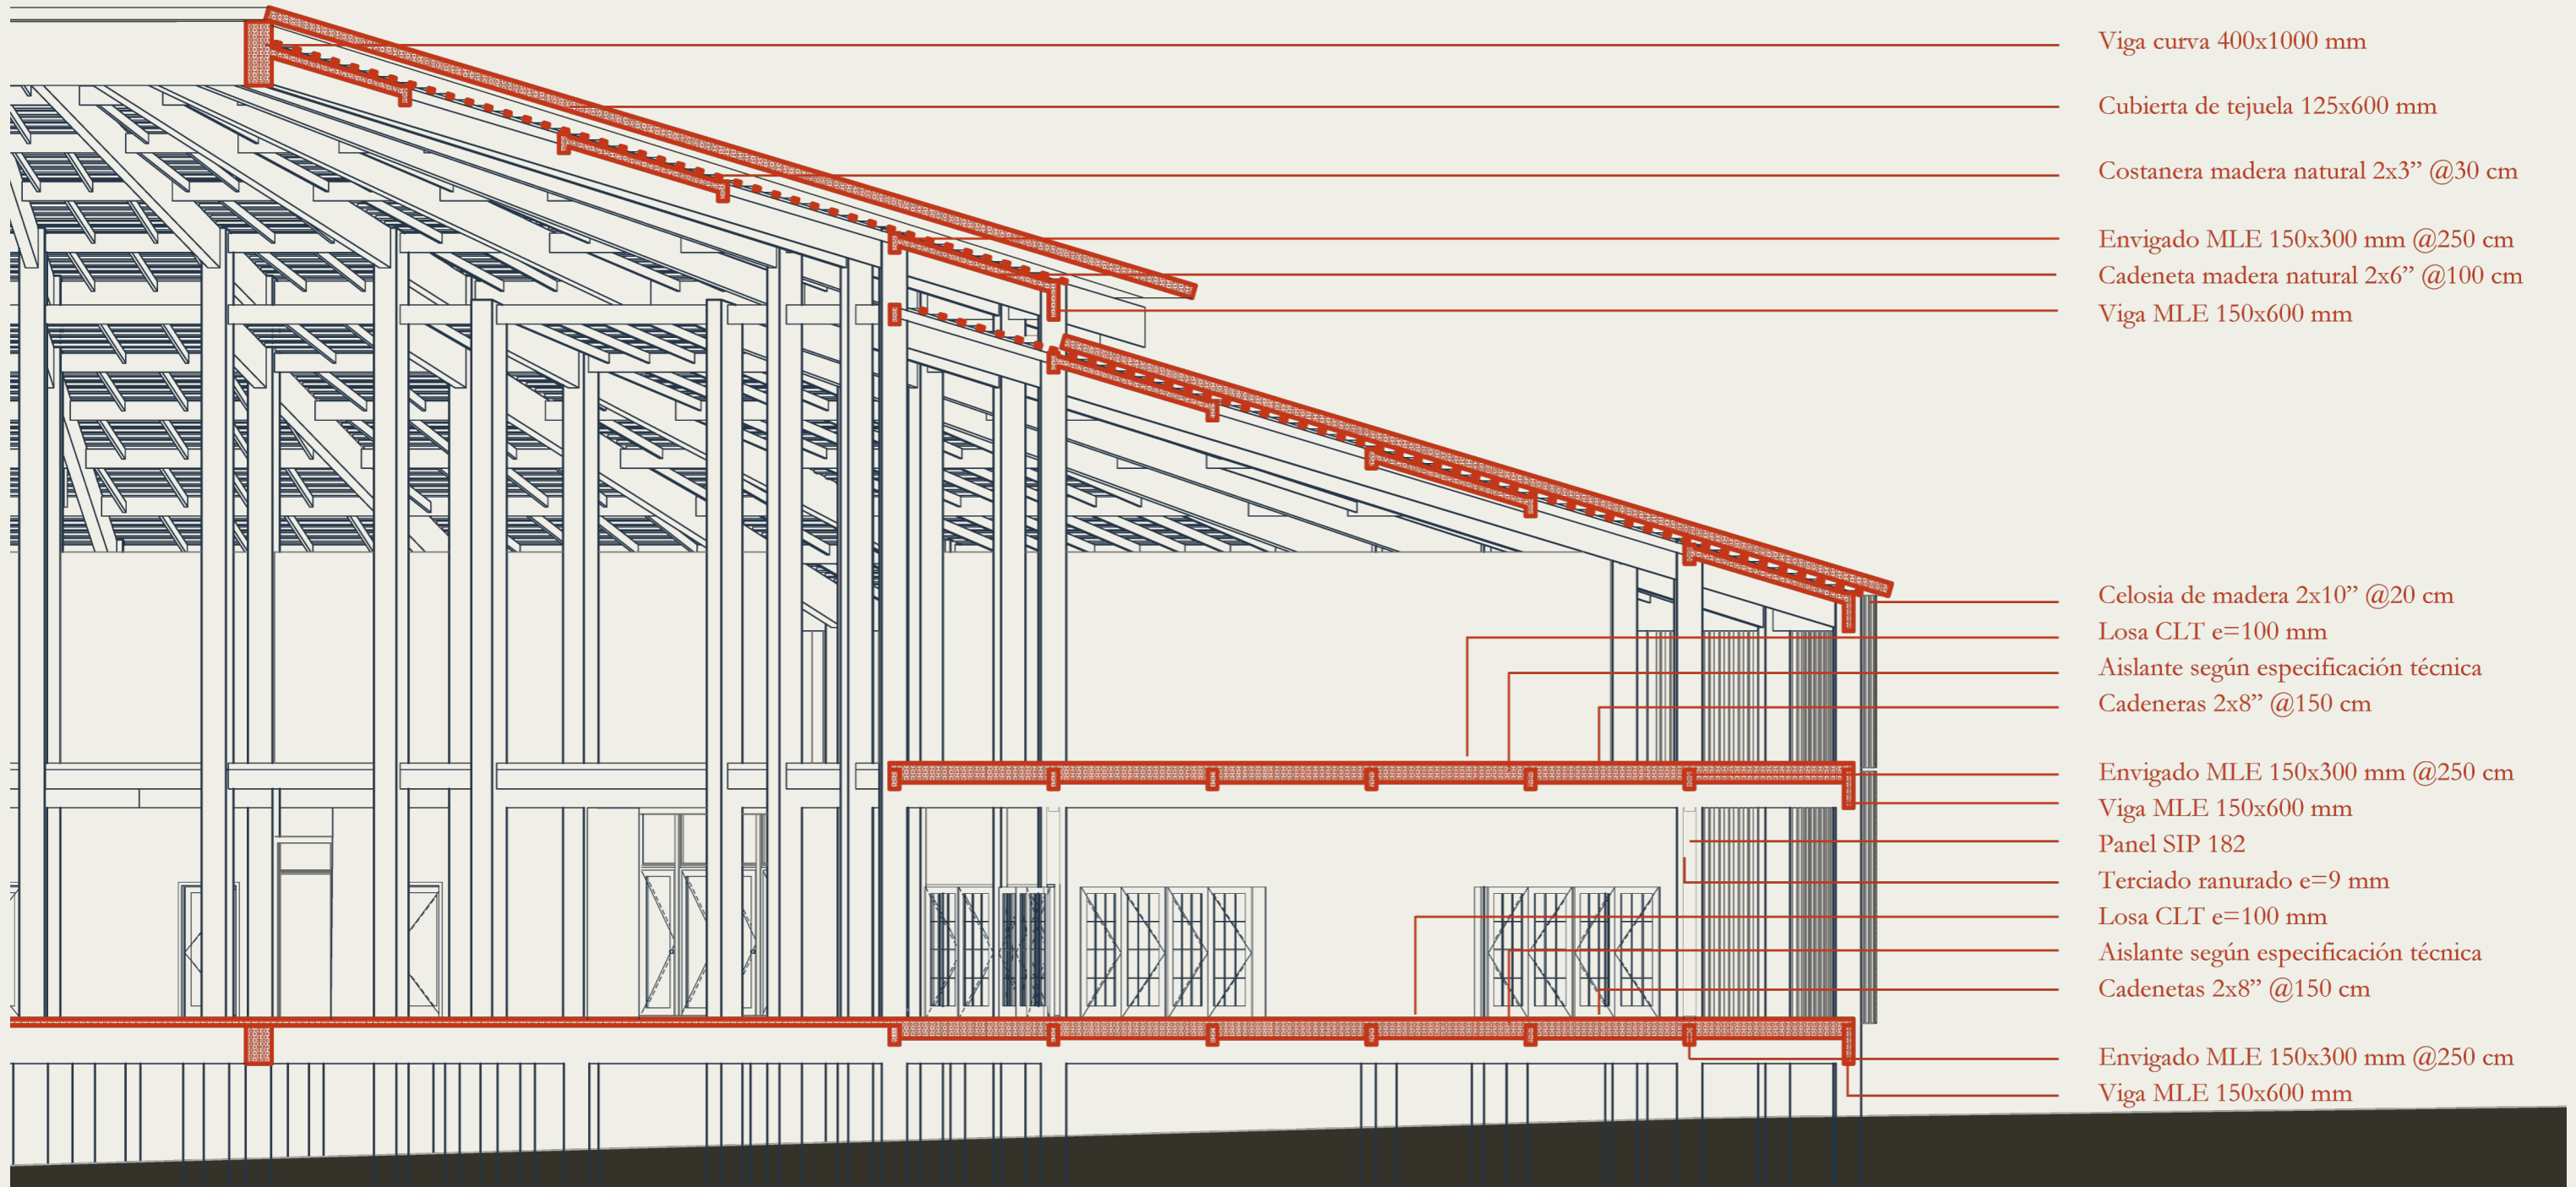 Viga curva 400x1000 mm
Cubierta de tejuela 125x600 mm
Costanera madera natural 2x3” @30 cm
Envigado MLE 150x300 mm @250 cm
Cadeneta madera natural 2x6” @100 cm
Viga MLE 150x600 mm
Celosia de madera 2x10” @20 cm
Losa CLT e=100 mm
Aislante según especificación técnica
Cadeneras 2x8” @150 cm
Envigado MLE 150x300 mm @250 cm
Viga MLE 150x600 mm
Panel SIP 182
Terciado ranurado e=9 mm
Losa CLT e=100 mm
Aislante según especificación técnica
Cadenetas 2x8” @150 cm
Envigado MLE 150x300 mm @250 cm
Viga MLE 150x600 mm